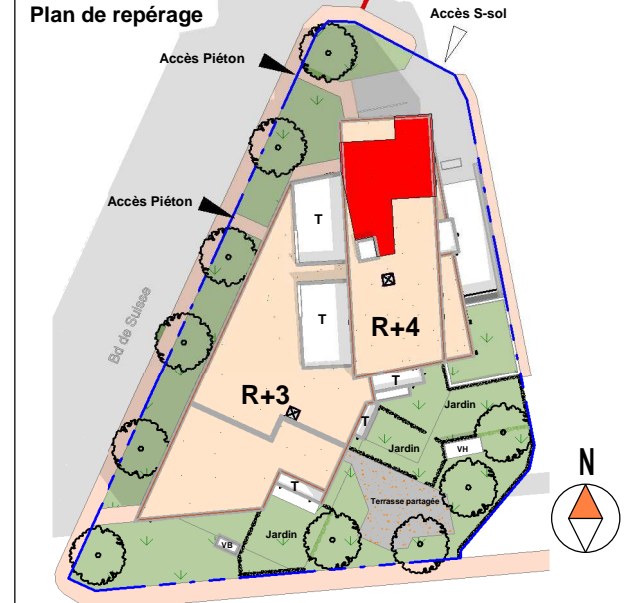 Plan de repérage
Accès S-sol
Accès Piéton
Accès Piéton
Bd de Suisse
T
T
R+4
R+3
T
T
T
Jardin
Jardin
VH
Terrasse partagée
Jardin
VB
N